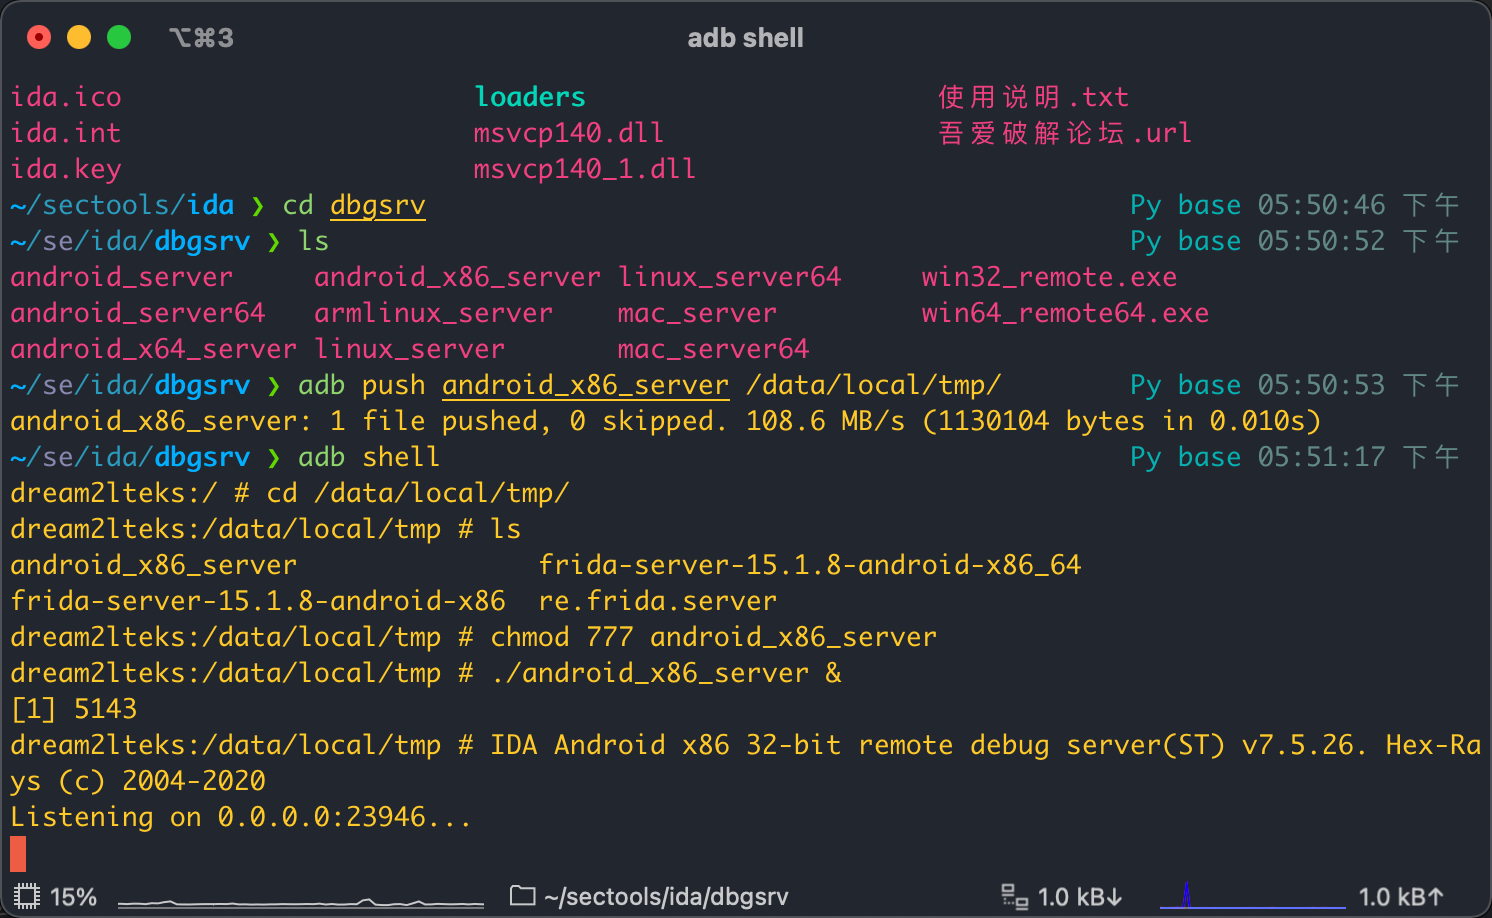 ⌥⌘3 adb shell
ida.ico loaders 使用说明.txt
ida.int msvcp140.dll 吾爱破解论坛.url
ida.key msvcp140_1.dll
~/sectools/ida ❯ cd dbgsrv Py base 05:50:46 下午
~/se/ida/dbgsrv ❯ ls Py base 05:50:52 下午
android_server android_x86_server linux_server64 win32_remote.exe
android_server64 armlinux_server mac_server win64_remote64.exe
android_x64_server linux_server mac_server64
~/se/ida/dbgsrv ❯ adb push android_x86_server /data/local/tmp/ Py base 05:50:53 下午
android_x86_server: 1 file pushed, 0 skipped. 108.6 MB/s (1130104 bytes in 0.010s)
~/se/ida/dbgsrv ❯ adb shell Py base 05:51:17 下午
dream2lteks:/ # cd /data/local/tmp/
dream2lteks:/data/local/tmp # ls
android_x86_server frida-server-15.1.8-android-x86_64
frida-server-15.1.8-android-x86 re.frida.server
dream2lteks:/data/local/tmp # chmod 777 android_x86_server
dream2lteks:/data/local/tmp # ./android_x86_server &
[1] 5143
dream2lteks:/data/local/tmp # IDA Android x86 32-bit remote debug server(ST) v7.5.26. Hex-Ra
ys (c) 2004-2020
Listening on 0.0.0.0:23946...
15% ~/sectools/ida/dbgsrv 1.0 kB↓ 1.0 kB↑